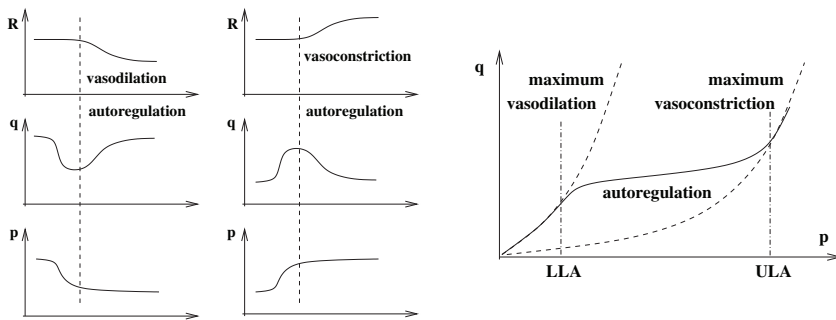 R
vasodilation
autoregulation
q
p
R
vasoconstriction
autoregulation
q
p
q
maximum
vasodilation
maximum
vasoconstriction
autoregulation
p
LLA
ULA